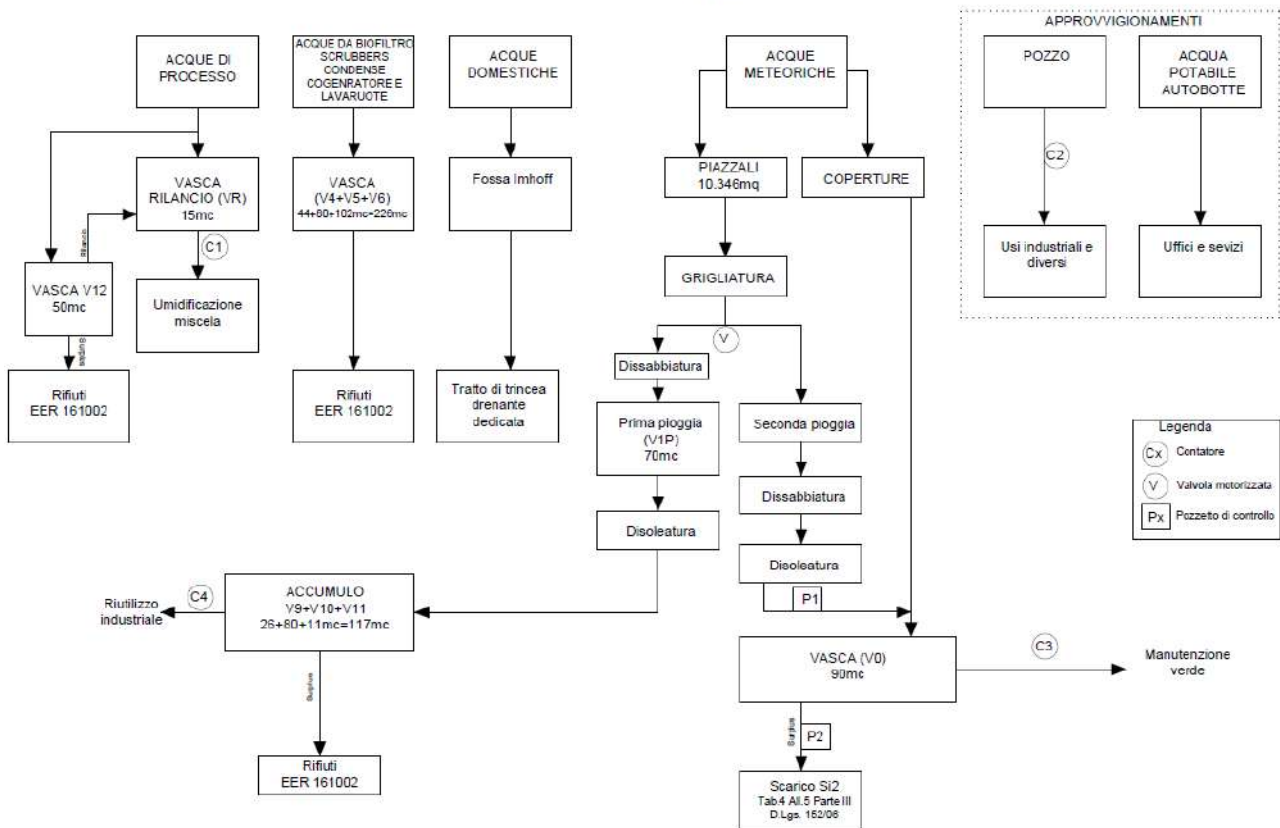 APPROVVIGIONAMENTI
ACQUE DI
PROCESSO
ACQUE DA BIOFILTRO
SCRUBBERS
CONDENSE
COGENRATORE E
LAVARUOTE
ACQUE
DOMESTICHE
ACQUE
METEORICHE
POZZO
ACQUA
POTABILE
AUTOBOTTE
VASCA
RILANCIO (VR)
15mc
VASCA
(V4+V5+V6)
44+80+102mc=226mc
Fossa Imhoff
PIAZZALI
10.346mq
COPERTURE
C2
Rilancio
C1
Usi industriali e
diversi
Uffici e sevizi
VASCA V12
50mc
Umidificazione
miscela
GRIGLIATURA
V
Surplus
Dissabbiatura
Rifiuti
EER 161002
Rifiuti
EER 161002
Tratto di trincea
drenante
dedicata
Prima pioggia
(V1P)
70mc
Seconda pioggia
Legenda
Cx Contatore
V Valvola motorizzata
Px Pozzetto di controllo
Dissabbiatura
Disoleatura
Disoleatura
P1
Riutilizzo
industriale
C4
ACCUMULO
V9+V10+V11
26+80+11mc=117mc
VASCA (V0)
90mc
C3
Manutenzione
verde
Surplus
Surplus
P2
Rifiuti
EER 161002
Scarico Si2
Tab.4 All.5 Parte III
D.Lgs. 152/06